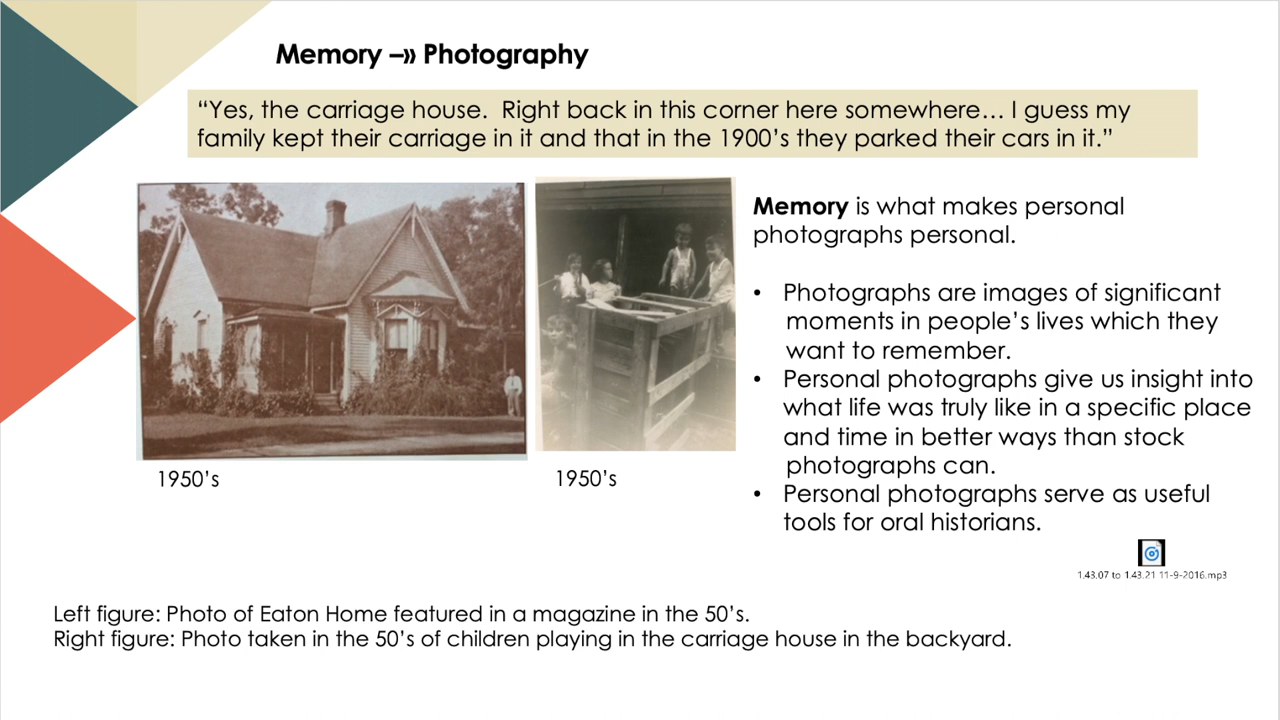 Memory –» Photography
“Yes, the carriage house.  Right back in this corner here somewhere… I guess my
family kept their carriage in it and that in the 1900’s they parked their cars in it.”
Memory is what makes personal
photographs personal.
• Photographs are images of significant
moments in people’s lives which they
want to remember.
• Personal photographs give us insight into
what life was truly like in a specific place
and time in better ways than stock
photographs can.
• Personal photographs serve as useful
tools for oral historians.
1950’s
1950’s
1.43.07 to 1.43.21 11-9-2016.mp3
Left figure: Photo of Eaton Home featured in a magazine in the 50’s.
Right figure: Photo taken in the 50’s of children playing in the carriage house in the backyard.